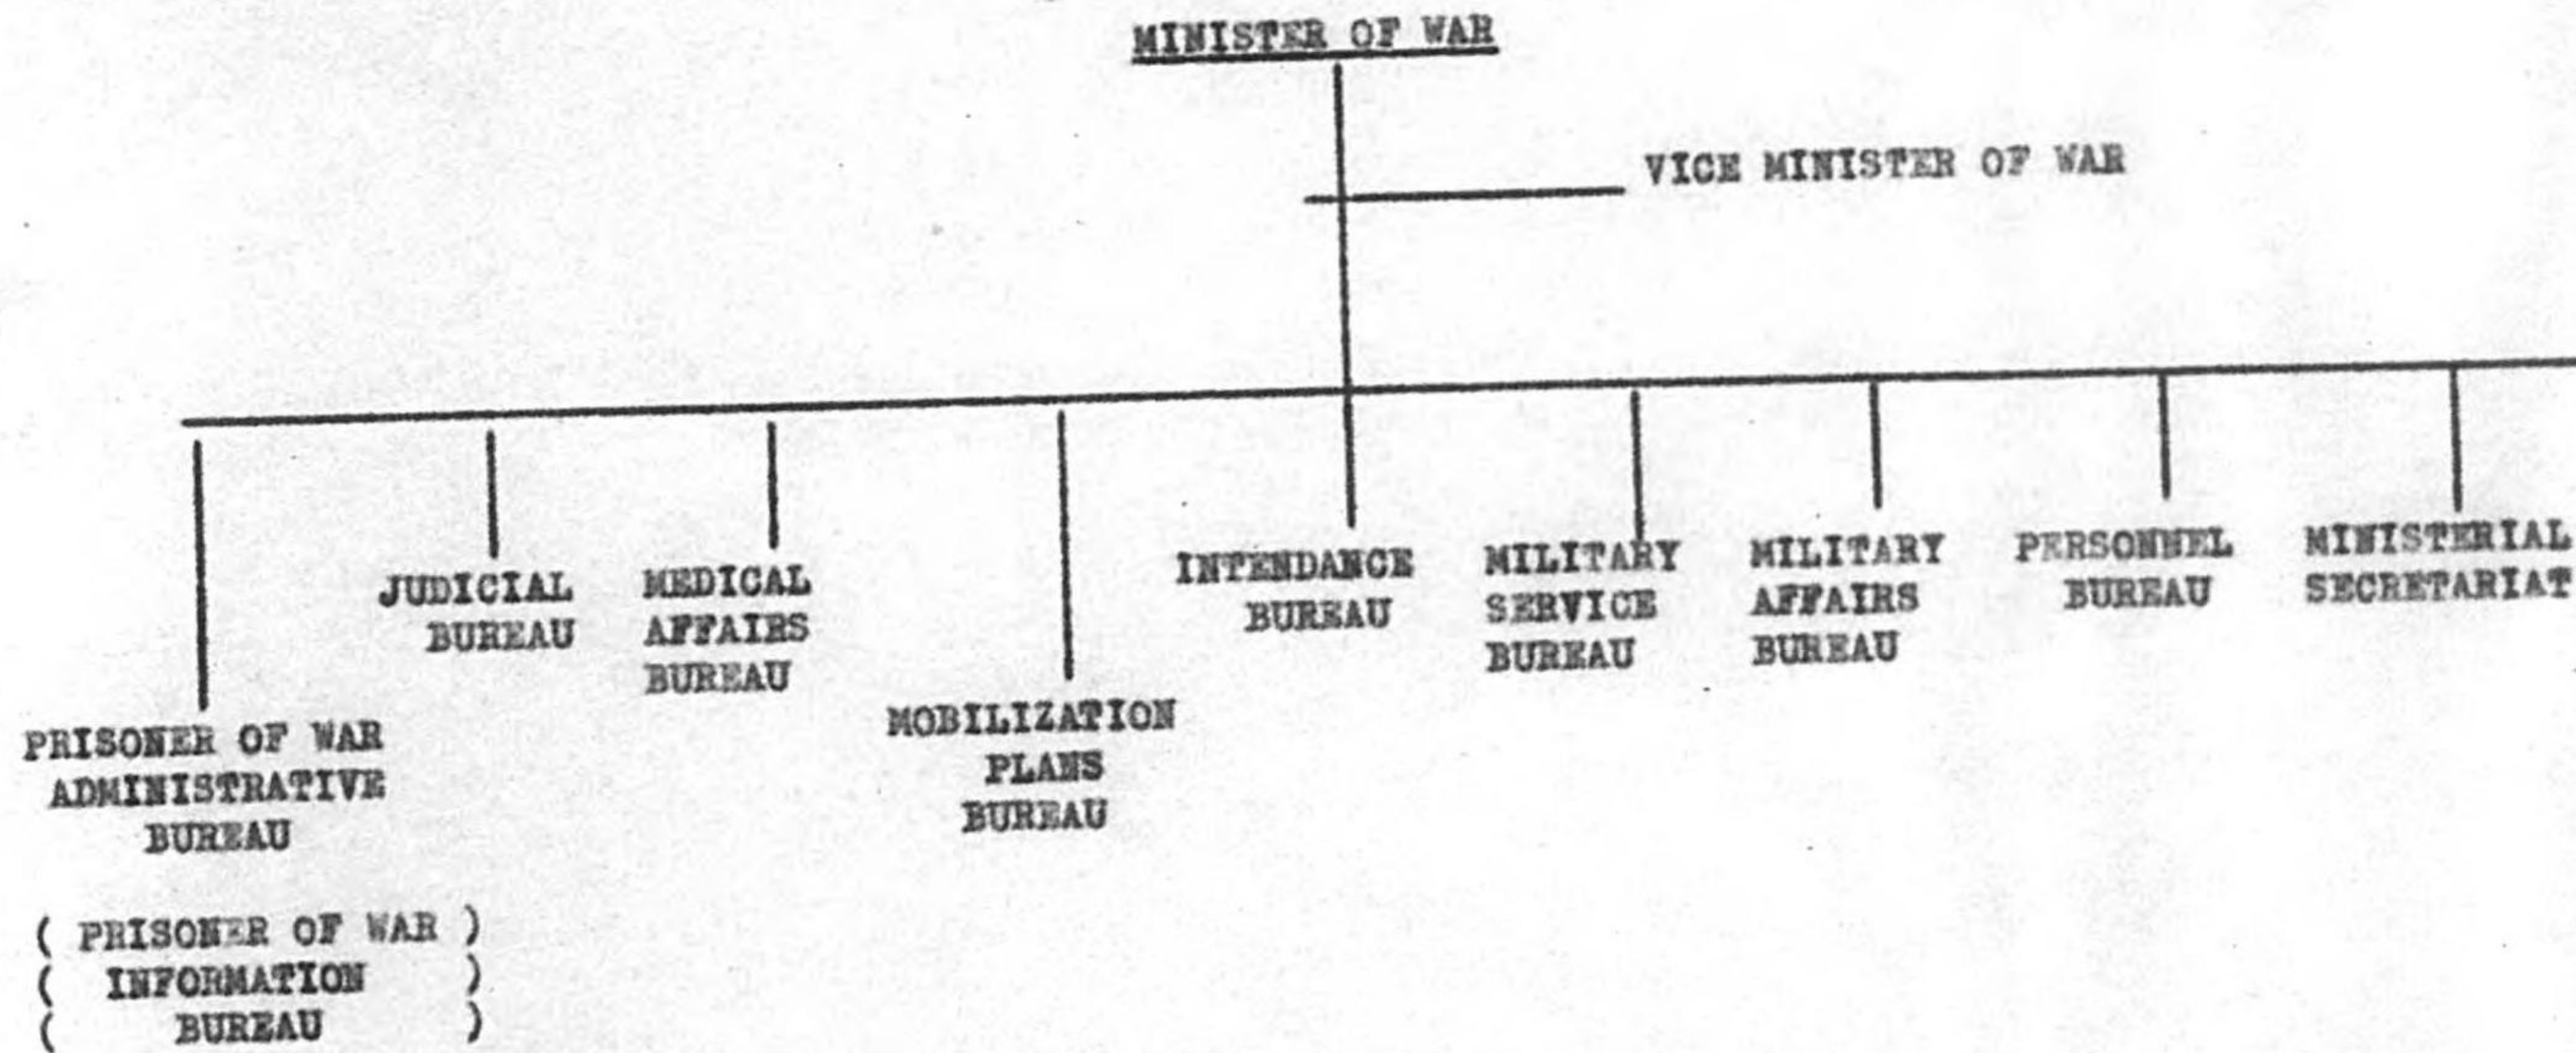 MINISTER OF WAR
VICE MINISTER OF WAR
PRISONER OF WAR
ADMINISTRATIVE
BUREAU
( PRISONER OF WAR )
( INFORMATION )
( BUREAU )
JUDICIAL
BUREAU
MEDICAL
AFFAIRS
BUREAU
MOBILIZATION
PLANS
BUREAU
INTENDANCE
BUREAU
MILITARY
SERVICE
BUREAU
MILITARY
AFFAIRS
BUREAU
PERSONNEL
BUREAU
MINISTERIAL
SECRETARIAT